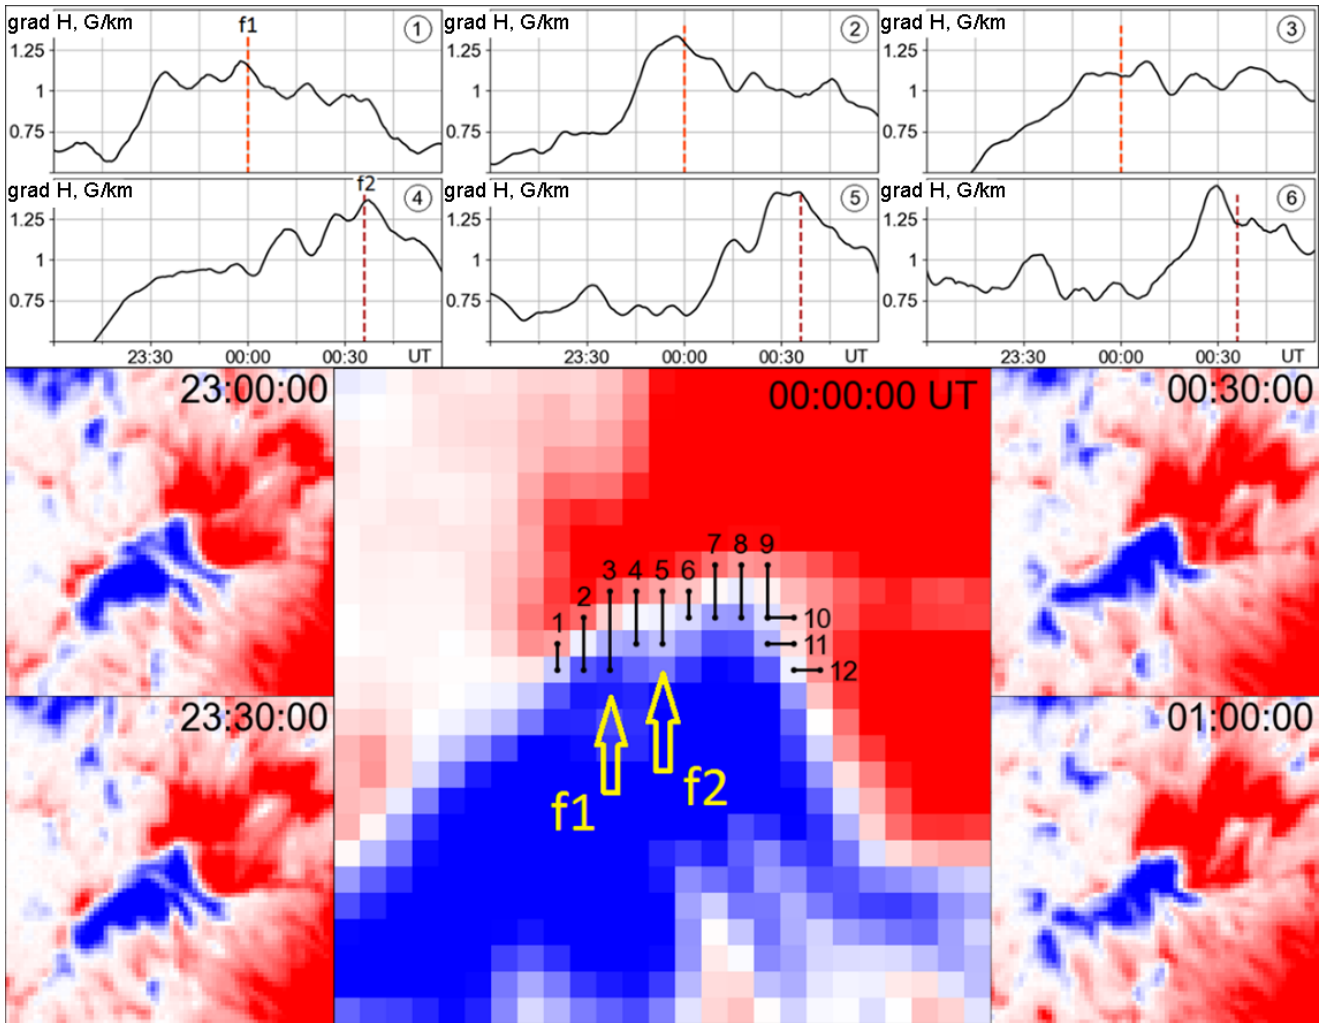 grad H, G/km f1 ①
1.25
1
0.75
grad H, G/km ②
1.25
1
0.75
grad H, G/km ③
1.25
1
0.75
grad H, G/km f2 ④
1.25
1
0.75
23:30 00:00 00:30 UT
grad H, G/km ⑤
1.25
1
0.75
23:30 00:00 00:30 UT
grad H, G/km ⑥
1.25
1
0.75
23:30 00:00 00:30 UT
23:00:00
23:30:00
00:00:00 UT
7 8 9
3 4 5 6
2
1
10
11
12
f1
f2
00:30:00
01:00:00